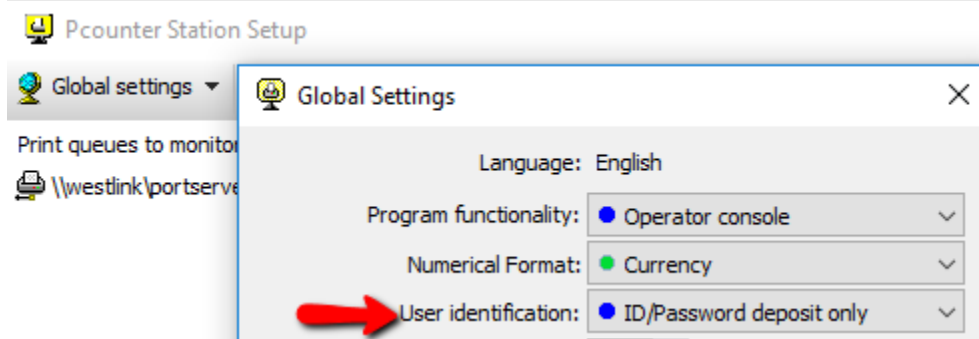 Pcounter Station Setup
Global settings
Global Settings
Print queues to monitor
\\westlink\portserve
Language: English
Program functionality: Operator console
Numerical Format: Currency
User identification: ID/Password deposit only